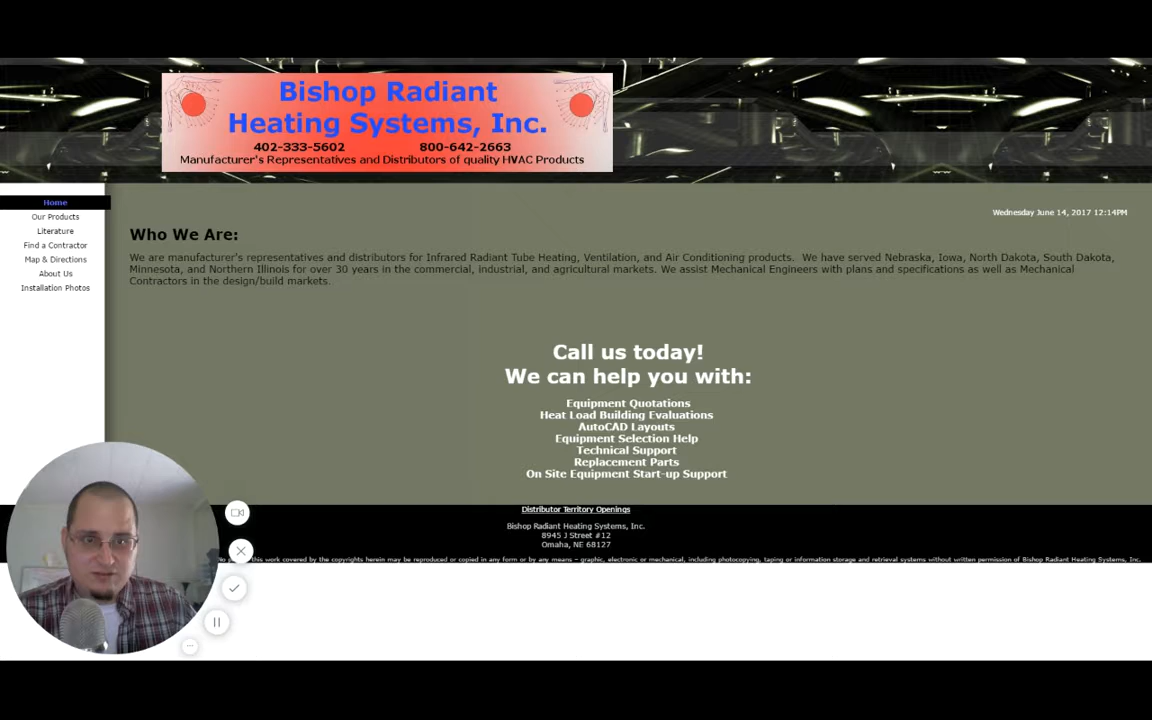 Bishop Radiant
Heating Systems, Inc.
402-333-5602 800-642-2663
Manufacturer's Representatives and Distributors of quality HVAC Products
Home
Our Products
Literature
Find a Contractor
Map & Directions
About Us
Installation Photos
Wednesday June 14, 2017 12:14PM
Who We Are:
We are manufacturer's representatives and distributors for Infrared Radiant Tube Heating, Ventilation, and Air Conditioning products. We have served Nebraska, Iowa, North Dakota, South Dakota,
Minnesota, and Northern Illinois for over 30 years in the commercial, industrial, and agricultural markets. We assist Mechanical Engineers with plans and specifications as well as Mechanical
Contractors in the design/build markets.
Call us today!
We can help you with:
Equipment Quotations
Heat Load Building Evaluations
AutoCAD Layouts
Equipment Selection Help
Technical Support
Replacement Parts
On Site Equipment Start-up Support
Distributor Territory Openings
Bishop Radiant Heating Systems, Inc.
8945 J Street #12
Omaha, NE 68127
this work covered by the copyrights herein may be reproduced or copied in any form or by any means – graphic, electronic or mechanical, including photocopying, taping or information storage and retrieval systems without written permission of Bishop Radiant Heating Systems, Inc.